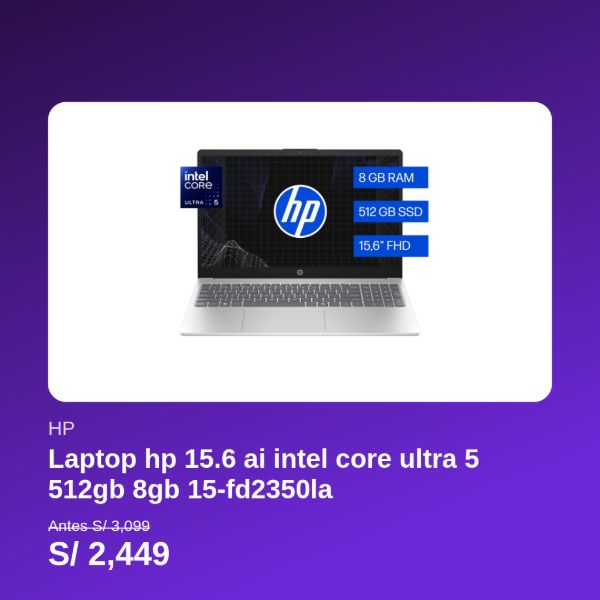 intel
CORE
ULTRA 5
hp
8 GB RAM
512 GB SSD
15,6" FHD
hp
HP
Laptop hp 15.6 ai intel core ultra 5
512gb 8gb 15-fd2350la
Antes S/ 3,099
S/ 2,449